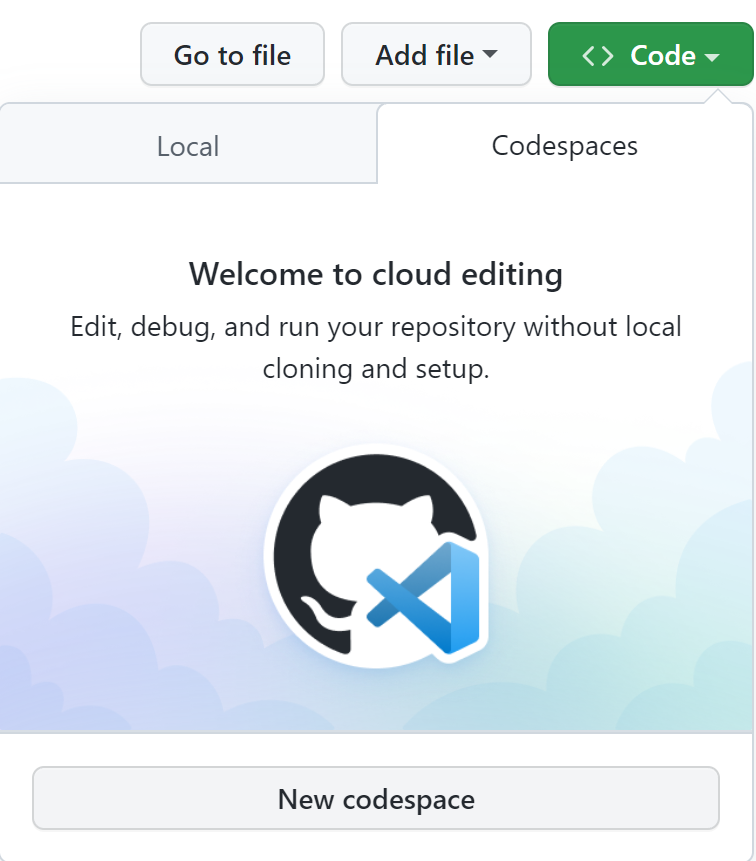 Go to file
Add file
<> Code
Local
Codespaces
Welcome to cloud editing
Edit, debug, and run your repository without local
cloning and setup.
New codespace